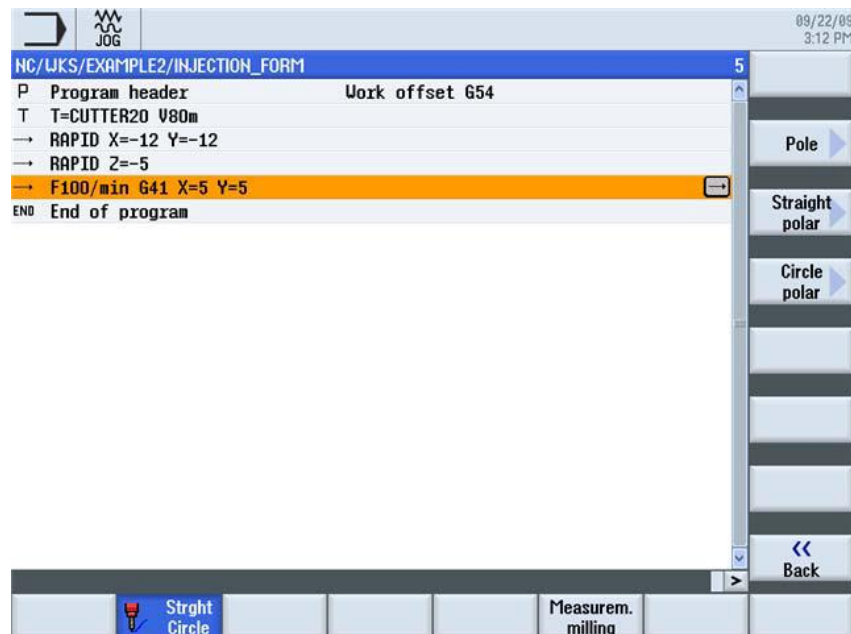 JOG
09/22/09
3:12 PM
NC/WKS/EXAMPLE2/INJECTION_FORM 5
P Program header Work offset G54
T T=CUTTER20 V80m
→ RAPID X=-12 Y=-12
→ RAPID Z=-5
→ F100/min G41 X=5 Y=5 →
END End of program
Pole
Straight
polar
Circle
polar
<<
Back
>
Strght
Circle
Measurem.
milling